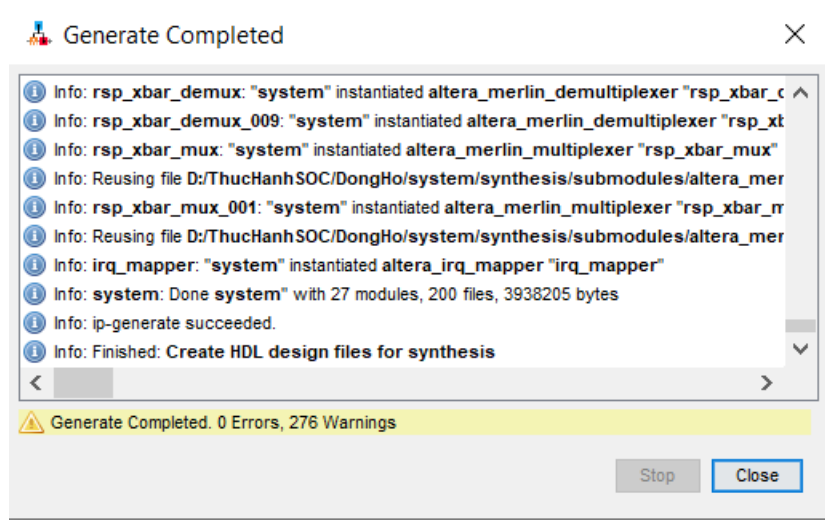 Generate Completed
Info: rsp_xbar_demux: "system" instantiated altera_merlin_demultiplexer "rsp_xbar_
Info: rsp_xbar_demux_009: "system" instantiated altera_merlin_demultiplexer "rsp_
Info: rsp_xbar_mux: "system" instantiated altera_merlin_multiplexer "rsp_xbar_mux"
Info: Reusing file D:/ThucHanhSOC/DongHo/system/synthesis/submodules/altera_mer
Info: rsp_xbar_mux_001: "system" instantiated altera_merlin_multiplexer "rsp_xbar_
Info: Reusing file D:/ThucHanhSOC/DongHo/system/synthesis/submodules/altera_mer
Info: irq_mapper: "system" instantiated altera_irq_mapper "irq_mapper"
Info: system: Done system" with 27 modules, 200 files, 3938205 bytes
Info: ip-generate succeeded.
Info: Finished: Create HDL design files for synthesis
Generate Completed. 0 Errors, 276 Warnings
Stop Close